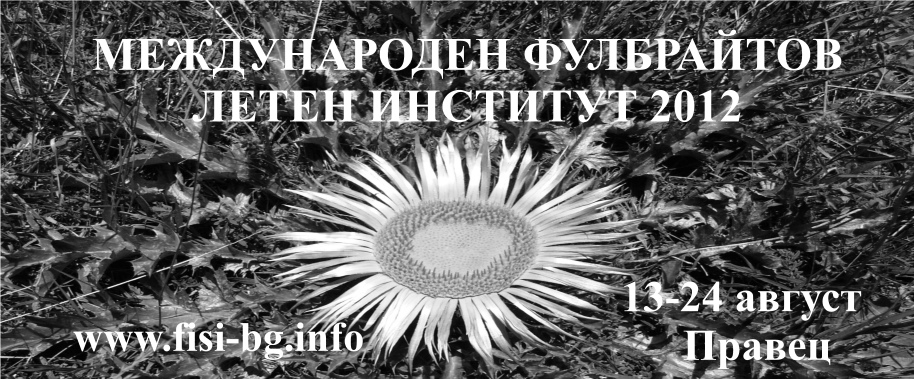 МЕЖДУНАРОДЕН ФУЛБРАЙТОВ
ЛЕТЕН ИНСТИТУТ 2012
13-24 август
www.fisi-bg.info
Правец